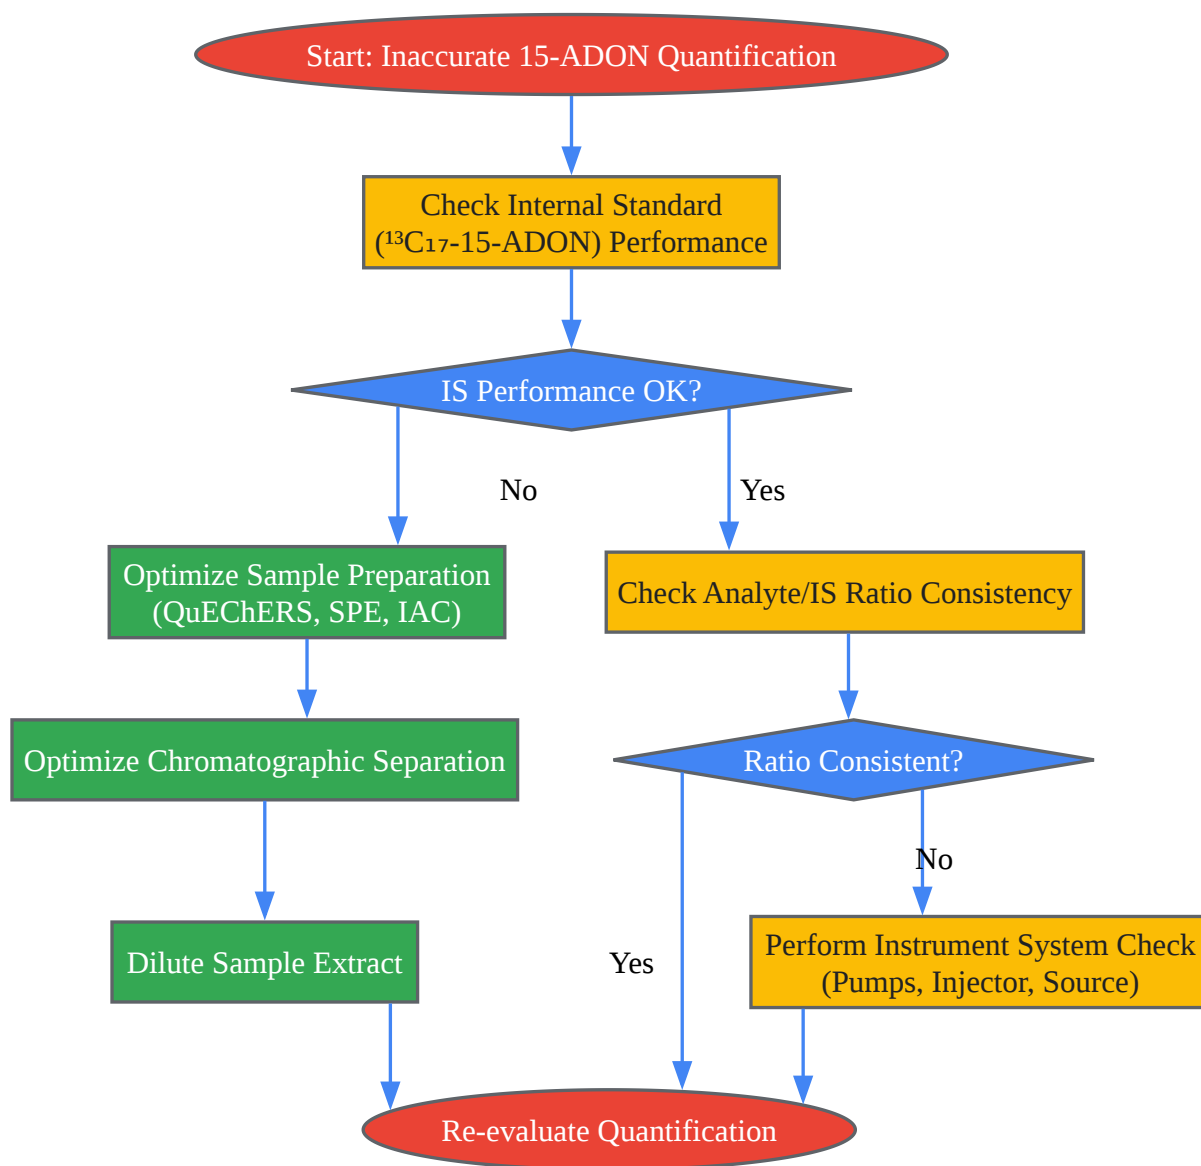 Start: Inaccurate 15-ADON Quantification
Check Internal Standard
(¹³C₁₇-15-ADON) Performance
IS Performance OK?
No
Yes
Optimize Sample Preparation
(QuEChERS, SPE, IAC)
Check Analyte/IS Ratio Consistency
Optimize Chromatographic Separation
Ratio Consistent?
No
Dilute Sample Extract
Yes
Perform Instrument System Check
(Pumps, Injector, Source)
Re-evaluate Quantification